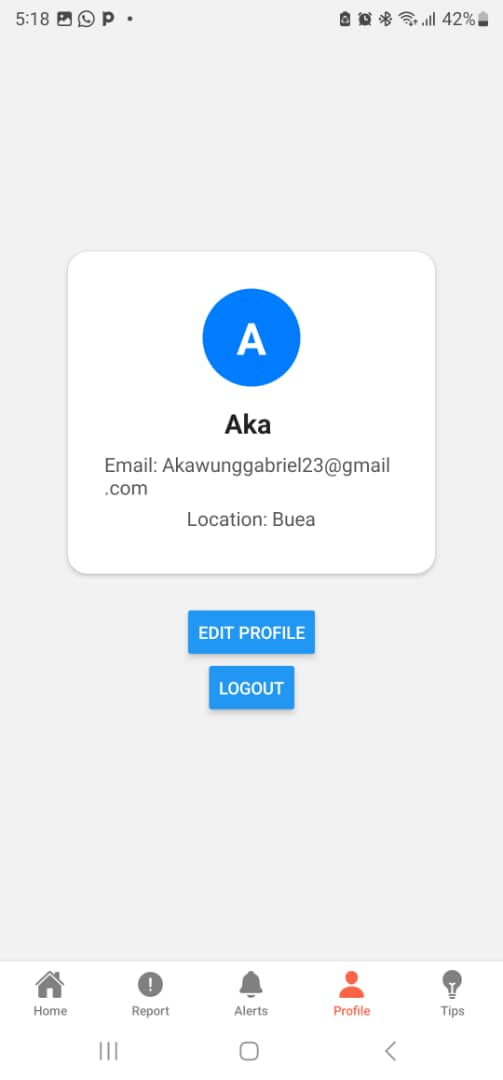 5:18
42%
A
Aka
Email: Akawunggabriel23@gmail
.com
Location: Buea
EDIT PROFILE
LOGOUT
Home Report Alerts Profile Tips